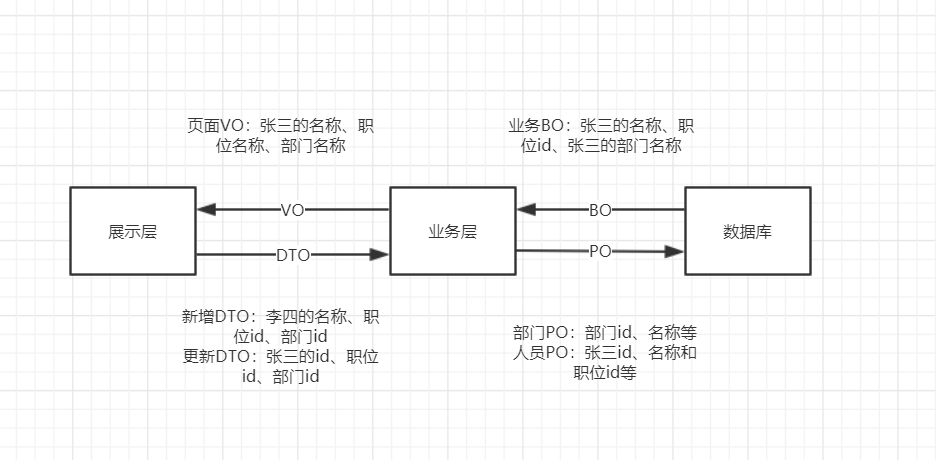 页面VO：张三的名称、职
位名称、部门名称
业务BO：张三的名称、职
位id、张三的部门名称
展示层
VO
DTO
业务层
BO
PO
数据库
新增DTO：李四的名称、职
位id、部门id
更新DTO：张三的id、职位
id、部门id
部门PO：部门id、名称等
人员PO：张三id、名称和
职位id等